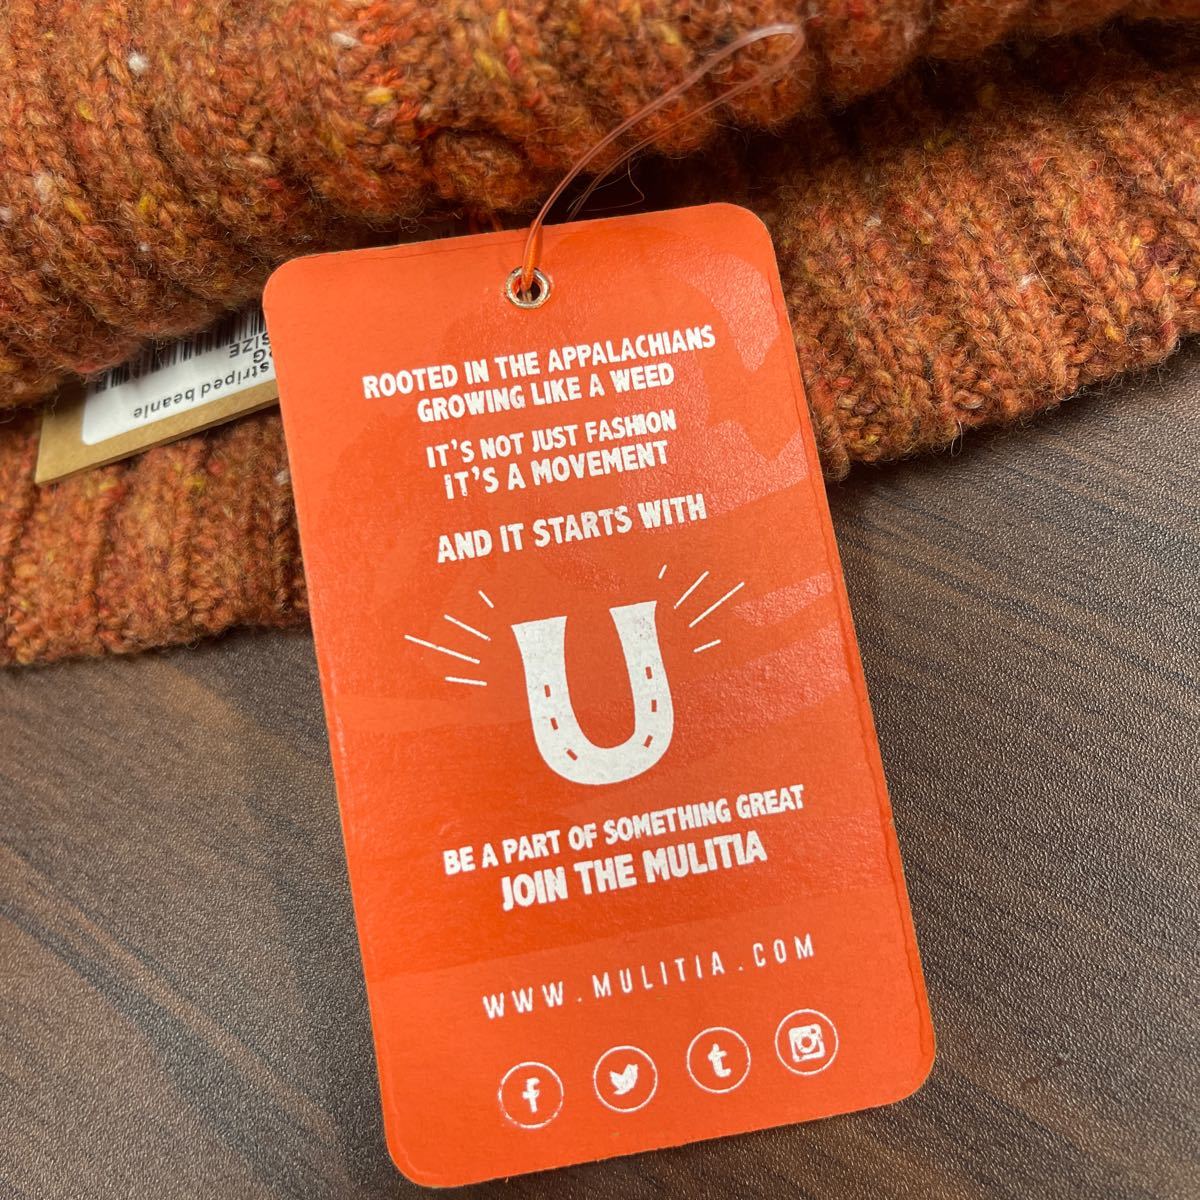 ROOTED IN THE APPALACHIANS
GROWING LIKE A WEED
IT'S NOT JUST FASHION
IT'S A MOVEMENT
AND IT STARTS WITH
U
BE A PART OF SOMETHING GREAT
JOIN THE MULITIA
WWW.MULITIA.COM
striped beanie
SIZE